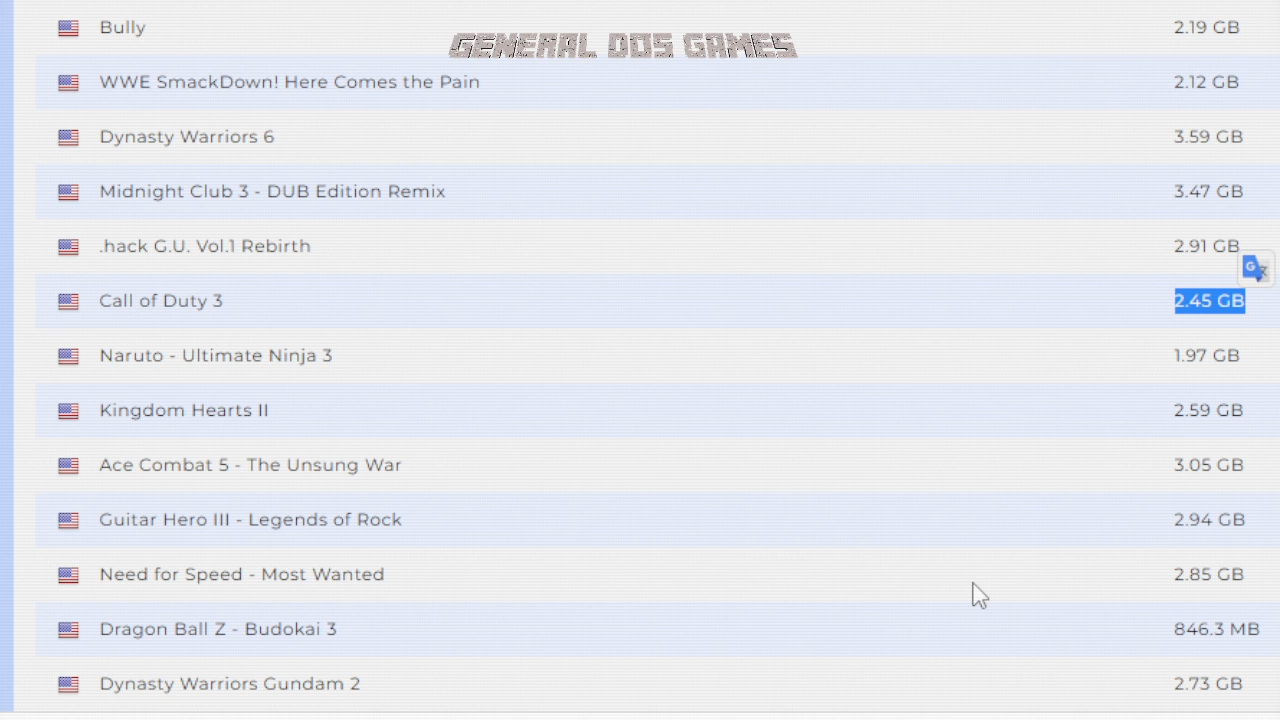 Bully 2.19 GB
GENERAL DOS GAMES
WWE SmackDown! Here Comes the Pain 2.12 GB
Dynasty Warriors 6 3.59 GB
Midnight Club 3 - DUB Edition Remix 3.47 GB
.hack G.U. Vol.1 Rebirth 2.91 GB
Call of Duty 3 2.45 GB
Naruto - Ultimate Ninja 3 1.97 GB
Kingdom Hearts II 2.59 GB
Ace Combat 5 - The Unsung War 3.05 GB
Guitar Hero III - Legends of Rock 2.94 GB
Need for Speed - Most Wanted 2.85 GB
Dragon Ball Z - Budokai 3 846.3 MB
Dynasty Warriors Gundam 2 2.73 GB